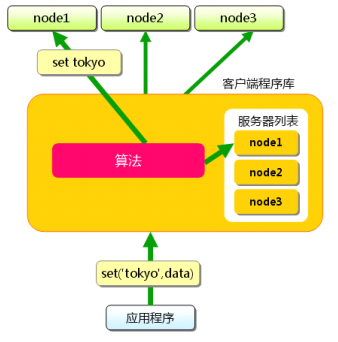 node1
node2
node3
set tokyo
客户端程序库
服务器列表
node1
算法
node2
node3
set('tokyo',data)
应用程序